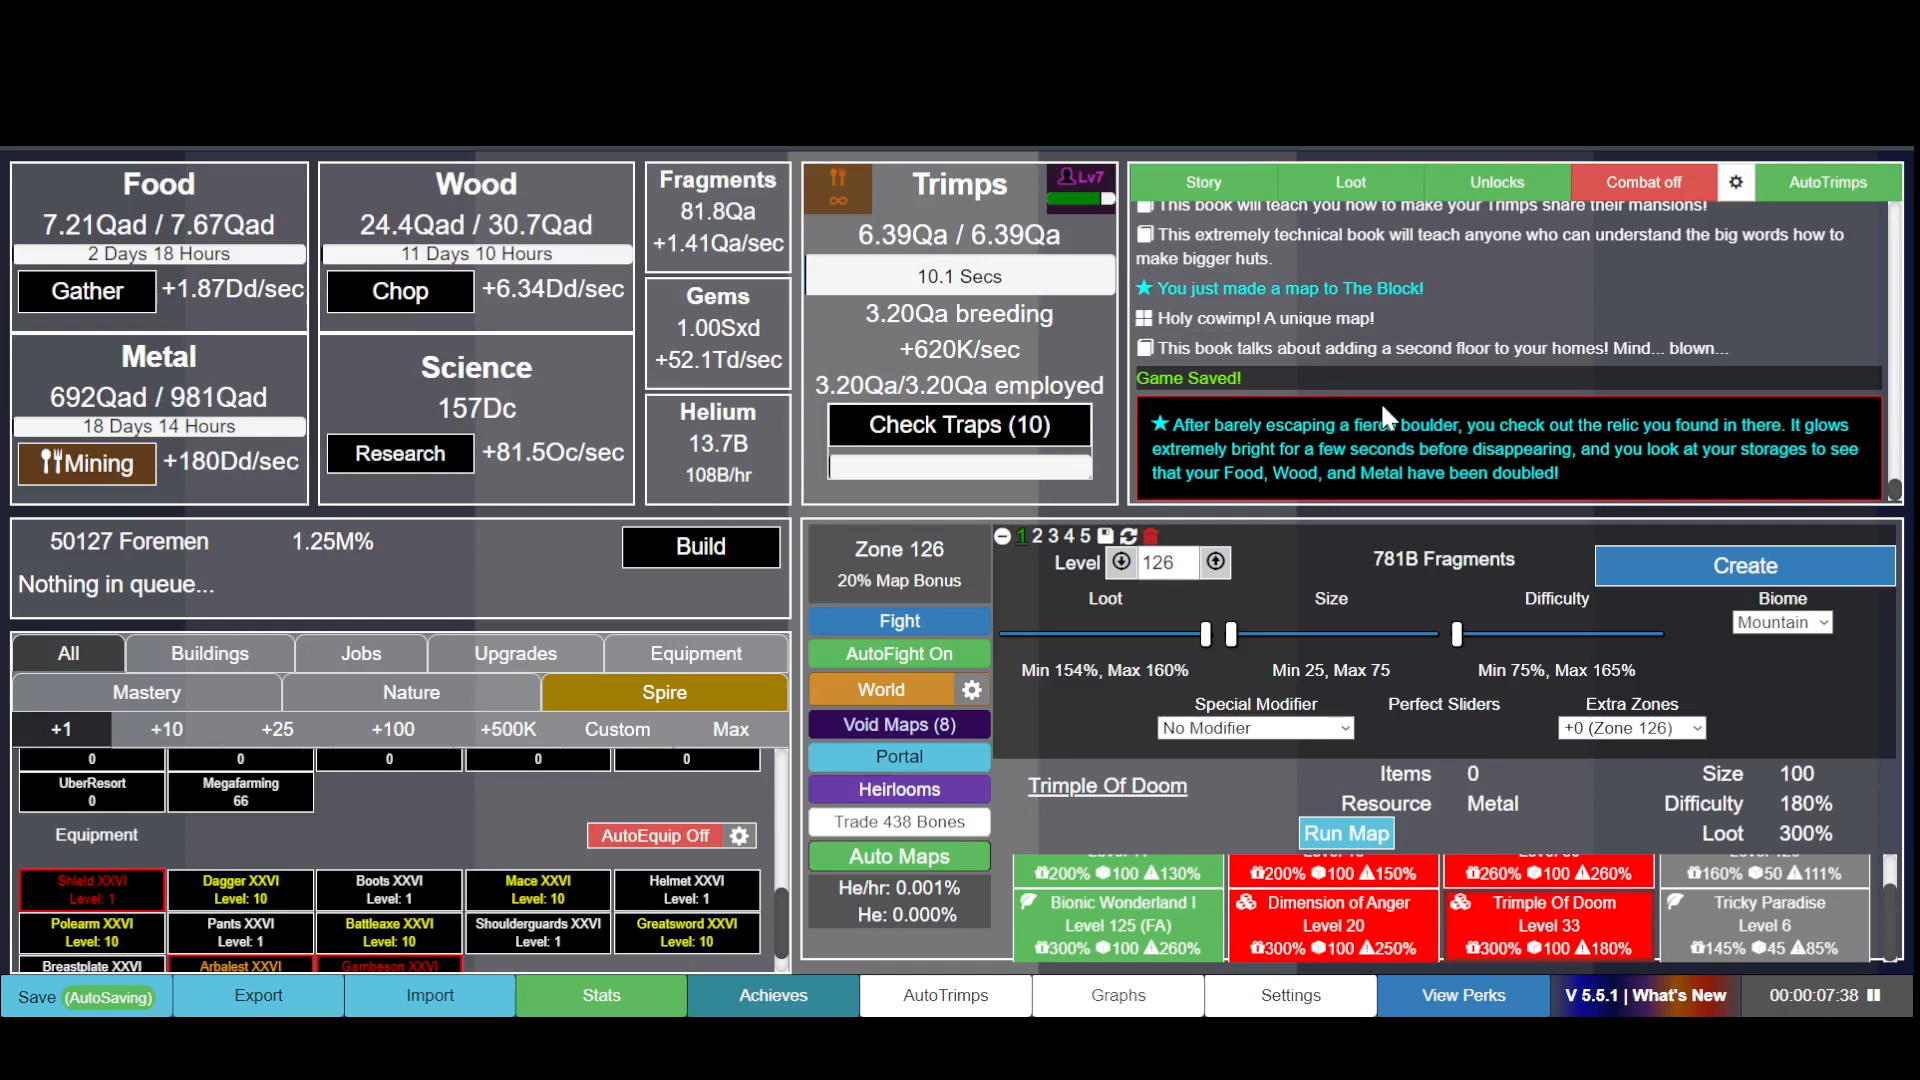 Food
7.21Qad / 7.67Qad
2 Days 18 Hours
Gather
+1.87Dd/sec
Wood
24.4Qad / 30.7Qad
11 Days 10 Hours
Chop
+6.34Dd/sec
Metal
692Qad / 981Qad
18 Days 14 Hours
Mining
+180Dd/sec
Science
157Dc
Research
+81.5Oc/sec
Fragments
81.8Qa
+1.41Qa/sec
Gems
1.00Sxd
+52.1Td/sec
Helium
13.7B
108B/hr
Trimps
Lv7
6.39Qa / 6.39Qa
10.1 Secs
3.20Qa breeding
+620K/sec
3.20Qa/3.20Qa employed
Check Traps (10)
Story
Loot
Unlocks
Combat off
AutoTrimps
This book will teach you how to make your Trimps share their mansions!
This extremely technical book will teach anyone who can understand the big words how to
make bigger huts.
You just made a map to The Block!
Holy cowimp! A unique map!
This book talks about adding a second floor to your homes! Mind... blown...
Game Saved!
After barely escaping a fierce boulder, you check out the relic you found in there. It glows
extremely bright for a few seconds before disappearing, and you look at your storages to see
that your Food, Wood, and Metal have been doubled!
50127 Foremen
1.25M%
Build
Nothing in queue...
All
Buildings
Jobs
Upgrades
Equipment
Mastery
Nature
Spire
+1
+10
+25
+100
+500K
Custom
Max
0
0
0
0
0
UberResort
0
Megafarming
66
Equipment
AutoEquip Off
Shield XXVI
Level: 1
Dagger XXVI
Level: 10
Boots XXVI
Level: 1
Mace XXVI
Level: 10
Helmet XXVI
Level: 1
Polearm XXVI
Level: 10
Pants XXVI
Level: 1
Battleaxe XXVI
Level: 10
Shoulderguards XXVI
Level: 1
Greatsword XXVI
Level: 10
Breastplate XXVI
Arbalest XXVI
Gambeson XXVI
Zone 126
20% Map Bonus
Fight
AutoFight On
World
Void Maps (8)
Portal
Heirlooms
Trade 438 Bones
Auto Maps
He/hr: 0.001%
He: 0.000%
1 2 3 4 5
Level
126
781B Fragments
Create
Loot
Size
Difficulty
Biome
Mountain
Min 154%, Max 160%
Min 25, Max 75
Min 75%, Max 165%
Special Modifier
Perfect Sliders
Extra Zones
No Modifier
+0 (Zone 126)
Trimple Of Doom
Items 0
Resource Metal
Run Map
Size 100
Difficulty 180%
Loot 300%
200% 100 130%
200% 100 150%
260% 100 260%
160% 50 111%
Bionic Wonderland I
Level 125 (FA)
300% 100 260%
Dimension of Anger
Level 20
300% 100 250%
Trimple Of Doom
Level 33
300% 100 180%
Tricky Paradise
Level 6
145% 45 85%
Save (AutoSaving)
Export
Import
Stats
Achieves
AutoTrimps
Graphs
Settings
View Perks
V 5.5.1 | What's New
00:00:07:38